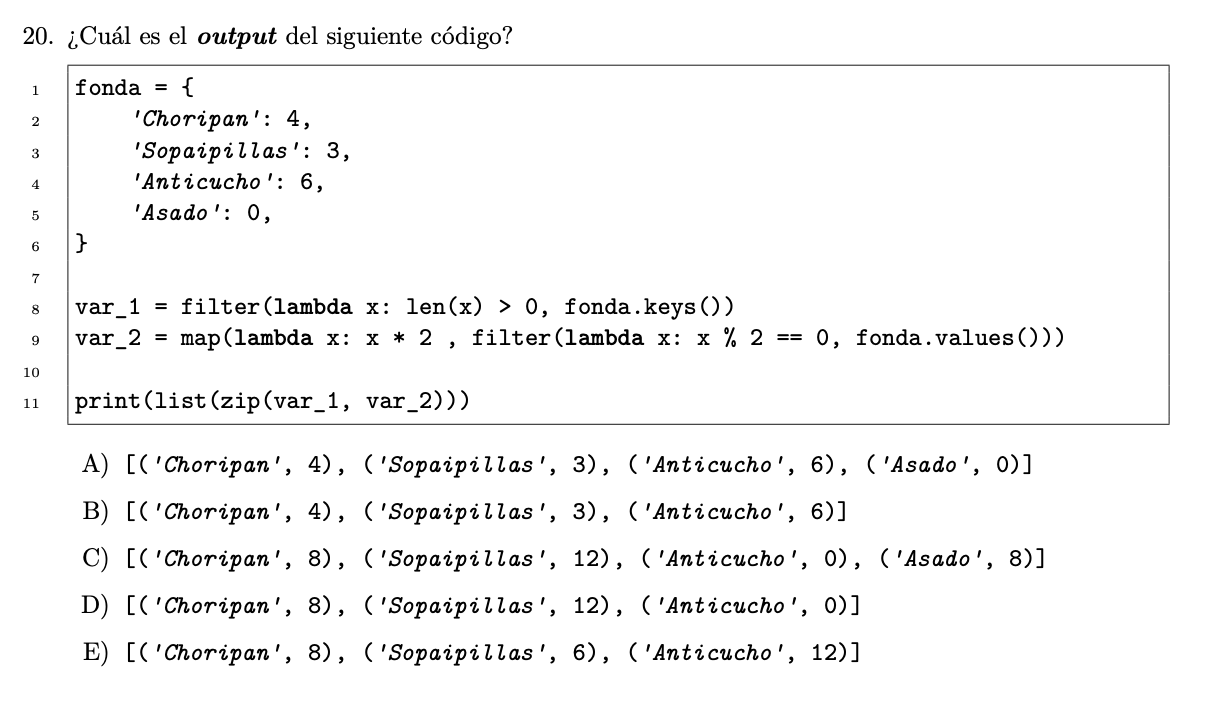 20. ¿Cuál es el output del siguiente código?
1 fonda = {
2 'Choripan': 4,
3 'Sopaipillas': 3,
4 'Anticucho': 6,
5 'Asado': 0,
6 }
7
8 var_1 = filter(lambda x: len(x) > 0, fonda.keys())
9 var_2 = map(lambda x: x * 2 , filter(lambda x: x % 2 == 0, fonda.values()))
10
11 print(list(zip(var_1, var_2)))
A) [('Choripan', 4), ('Sopaipillas', 3), ('Anticucho', 6), ('Asado', 0)]
B) [('Choripan', 4), ('Sopaipillas', 3), ('Anticucho', 6)]
C) [('Choripan', 8), ('Sopaipillas', 12), ('Anticucho', 0), ('Asado', 8)]
D) [('Choripan', 8), ('Sopaipillas', 12), ('Anticucho', 0)]
E) [('Choripan', 8), ('Sopaipillas', 6), ('Anticucho', 12)]